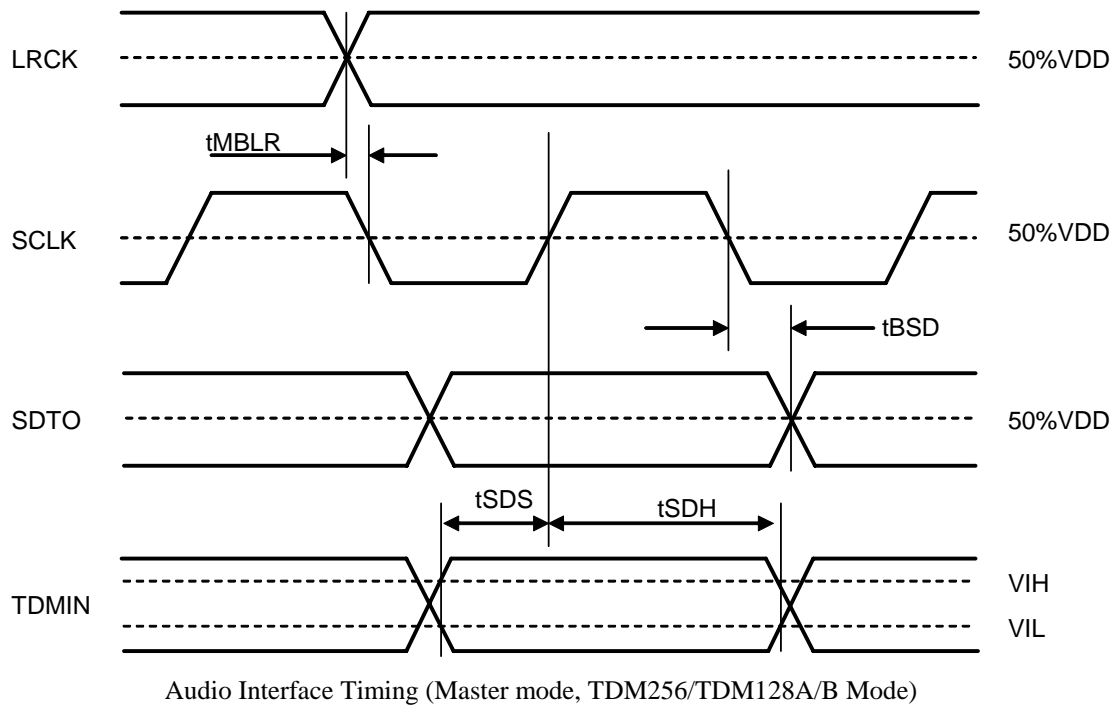 LRCK
50%VDD
tMBLR
SCLK
50%VDD
tBSD
SDTO
50%VDD
tSDS
tSDH
TDMIN
VIH
VIL
Audio Interface Timing (Master mode, TDM256/TDM128A/B Mode)